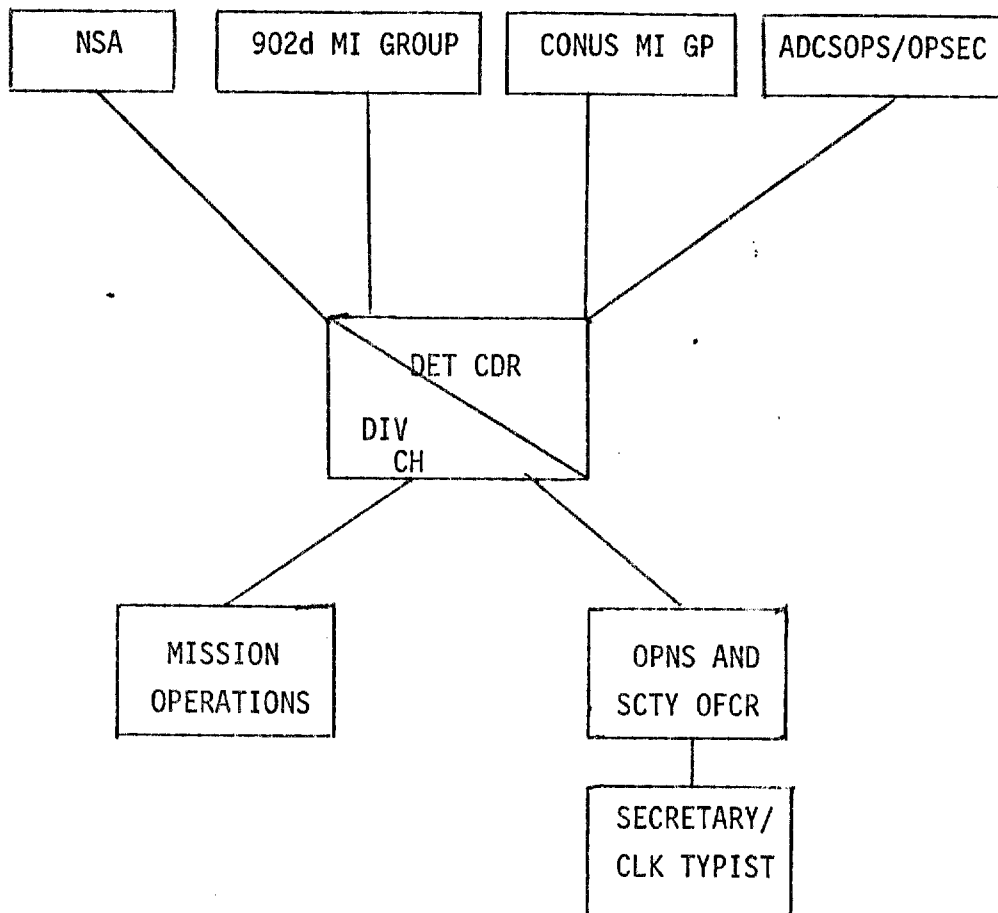 NSA
902d MI GROUP
CONUS MI GP
ADCSOPS/OPSEC
DET CDR
DIV
CH
MISSION
OPERATIONS
OPNS AND
SCTY OFCR
SECRETARY/
CLK TYPIST